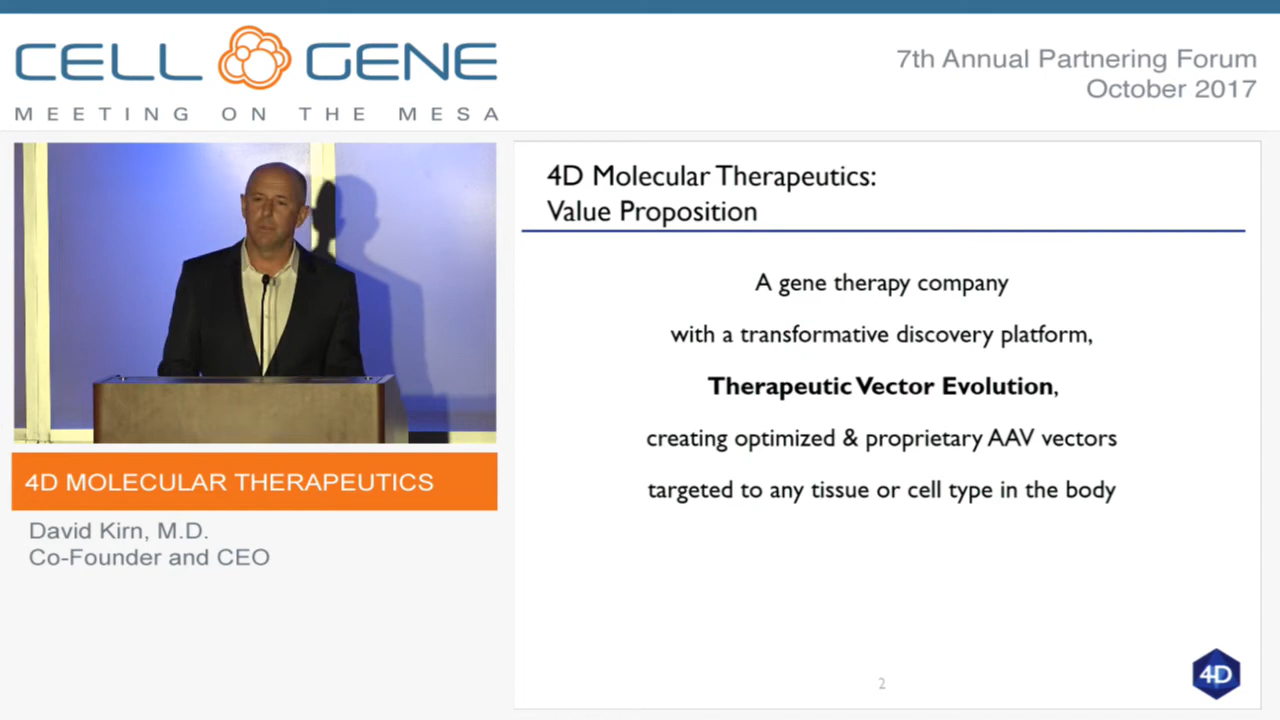 CELL GENE
MEETING ON THE MESA
7th Annual Partnering Forum
October 2017
4D MOLECULAR THERAPEUTICS
David Kirn, M.D.
Co-Founder and CEO
4D Molecular Therapeutics:
Value Proposition
A gene therapy company
with a transformative discovery platform,
Therapeutic Vector Evolution,
creating optimized & proprietary AAV vectors
targeted to any tissue or cell type in the body
2
4D